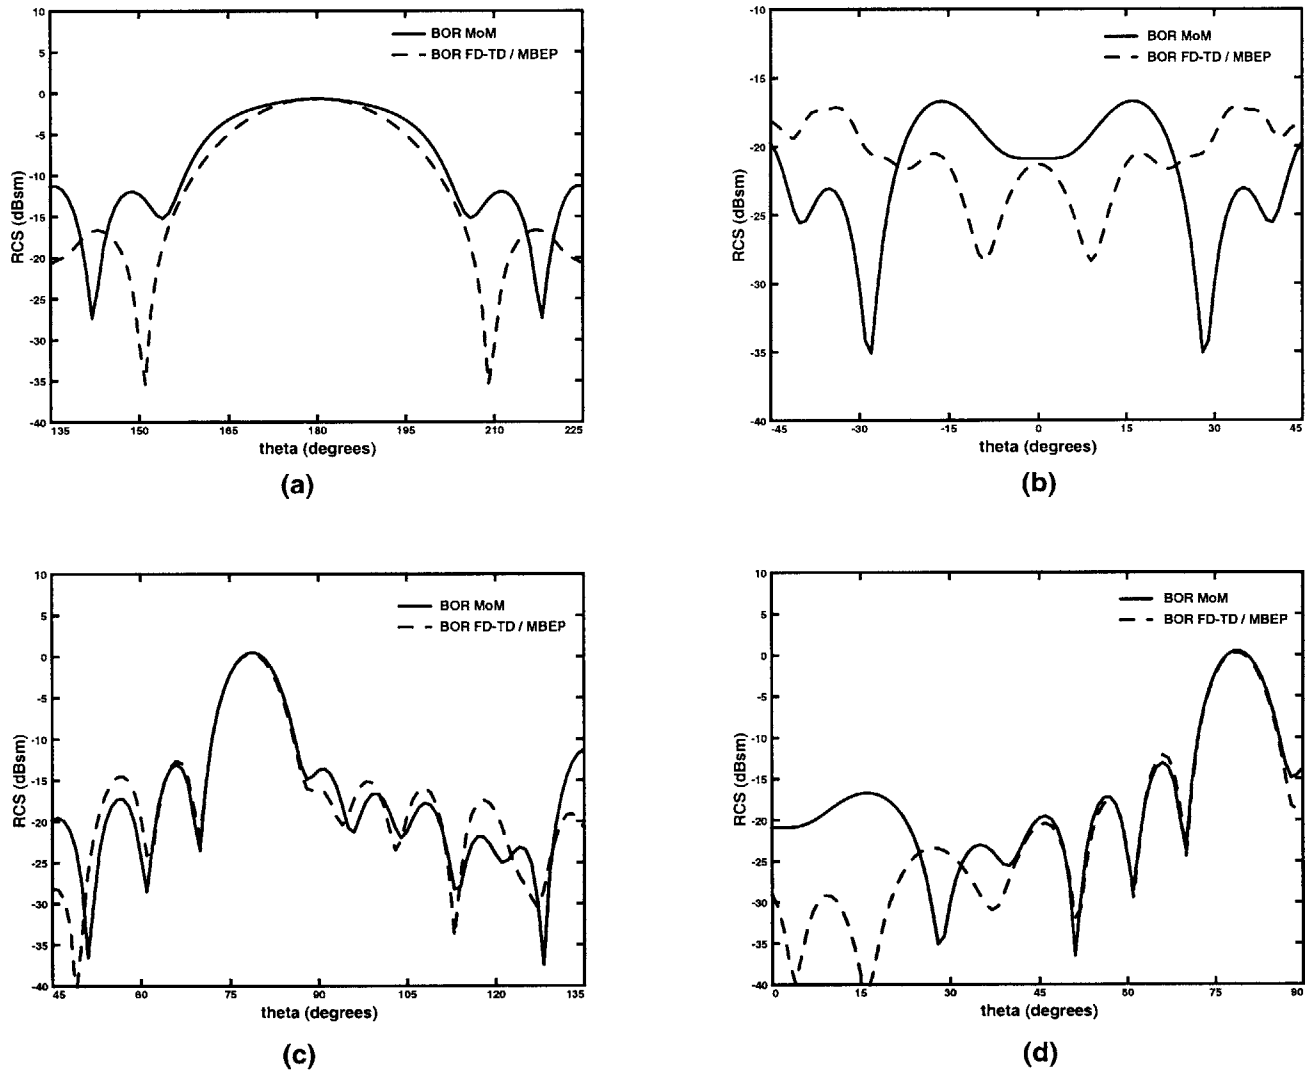 10
5
0
-5
-10
-15
-20
-25
-30
-35
-40
RCS (dBsm)
BOR MoM
BOR FD-TD / MBEP
135 150 165 180 195 210 225
theta (degrees)
(a)
-10
-15
-20
-25
-30
-35
-40
RCS (dBsm)
BOR MoM
BOR FD-TD / MBEP
-45 -30 -15 0 15 30 45
theta (degrees)
(b)
10
5
0
-5
-10
-15
-20
-25
-30
-35
-40
RCS (dBsm)
BOR MoM
BOR FD-TD / MBEP
45 60 75 90 105 120 135
theta (degrees)
(c)
10
5
0
-5
-10
-15
-20
-25
-30
-35
-40
RCS (dBsm)
BOR MoM
BOR FD-TD / MBEP
0 15 30 45 60 75 90
theta (degrees)
(d)